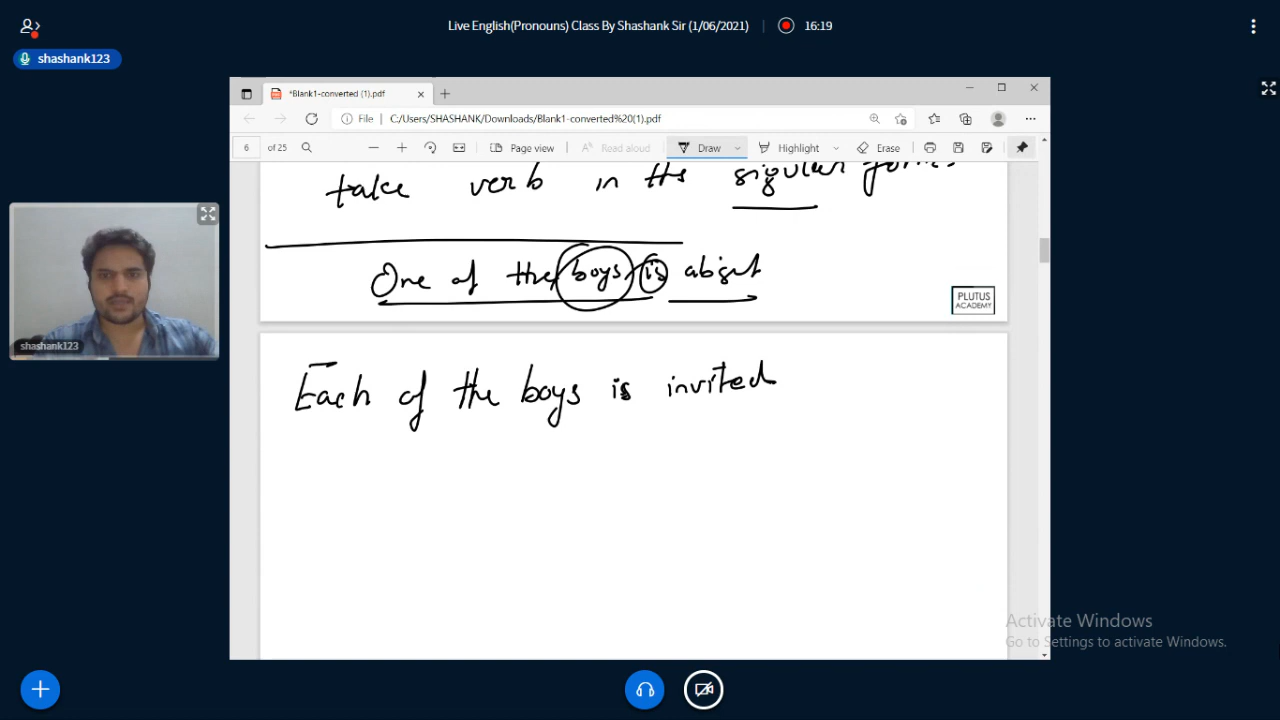 Live English(Pronouns) Class By Shashank Sir (1/06/2021)
16:19
shashank123
*Blank1-converted (1).pdf
File
C:/Users/SHASHANK/Downloads/Blank1-converted%20(1).pdf
6 of 25
Page view
Read aloud
Draw
Highlight
Erase
take verb in the
One of the boys is absent
PLUTUS
ACADEMY
shashank123
Each of the boys is invited
Activate Windows
Go to Settings to activate Windows.